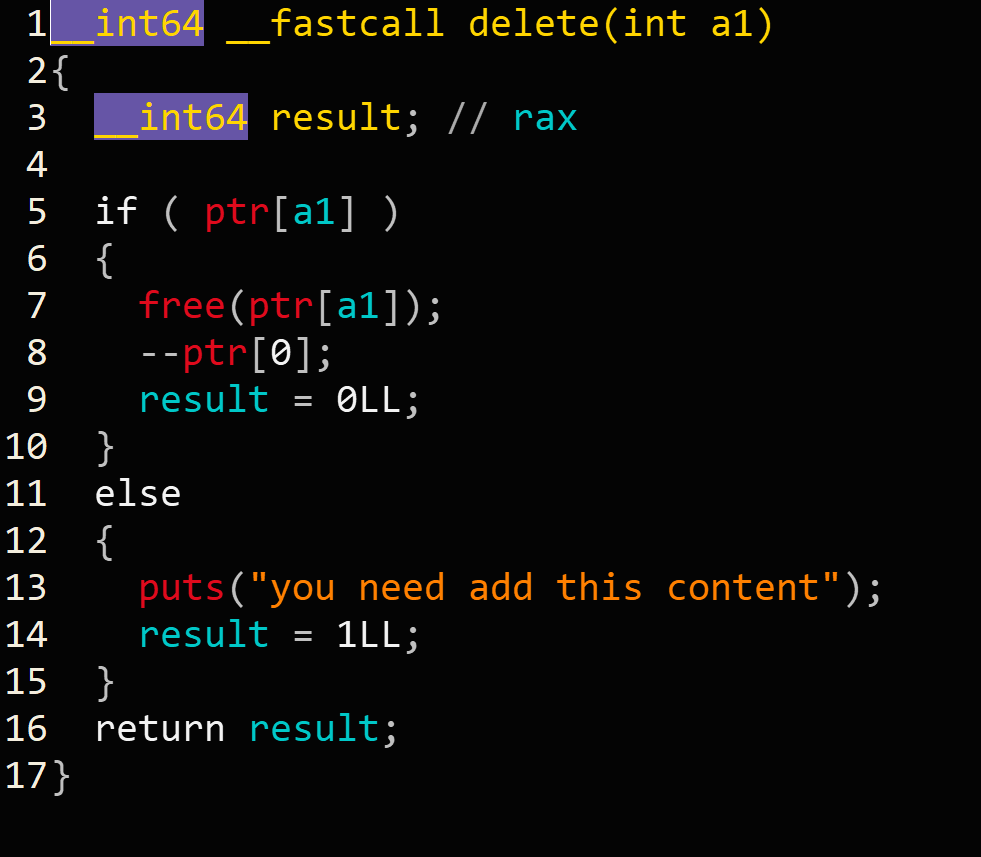 1__int64 __fastcall delete(int a1)
2{
3  __int64 result; // rax
4
5  if ( ptr[a1] )
6  {
7    free(ptr[a1]);
8    --ptr[0];
9    result = 0LL;
10  }
11  else
12  {
13    puts("you need add this content");
14    result = 1LL;
15  }
16  return result;
17}